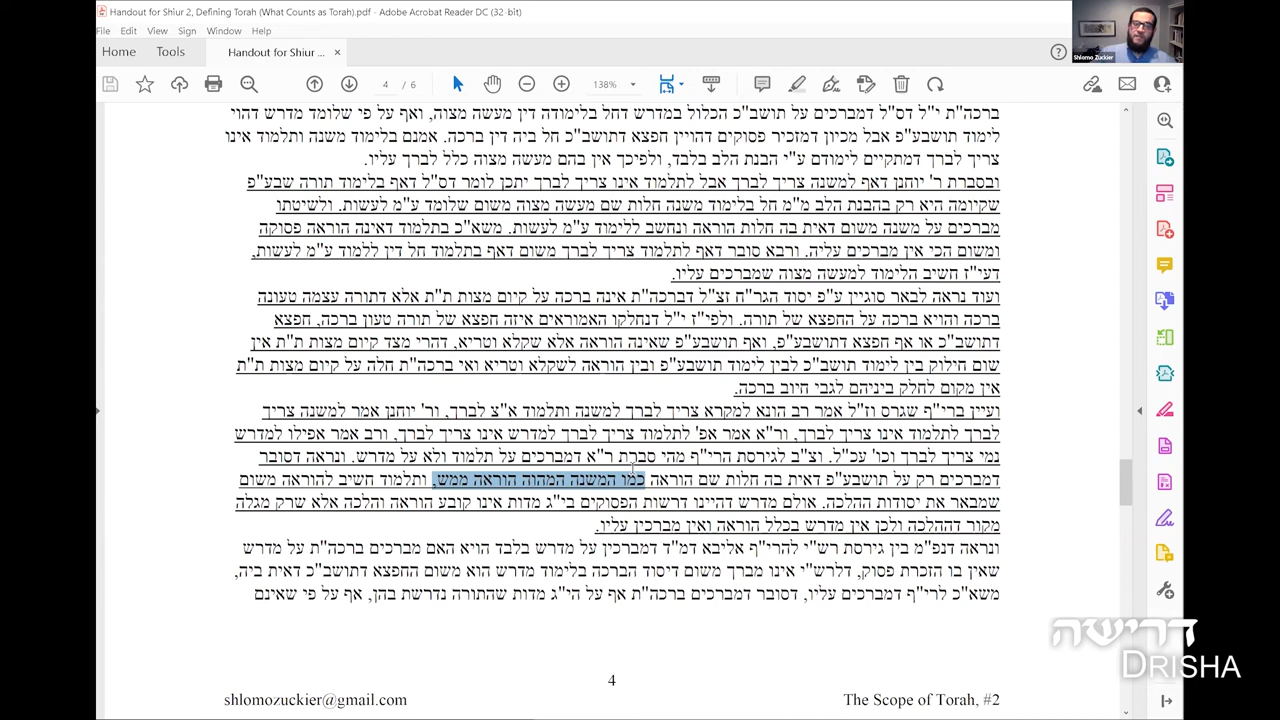 Handout for Shiur 2, Defining Torah (What Counts as Torah).pdf - Adobe Acrobat Reader DC (32-bit)
File Edit View Sign Window Help
Home Tools Handout for Shiur ... ×
4 / 6 138%
Shlomo Zuckier
ברכה"ת י"ל דס"ל דמברכים על תושב"כ הכלול במדרש דחל בלימודה דין מעשה מצוה, ואף על פי שלומד מדרש דהוי
לימוד תושבע"פ אבל מכיון דמזכיר פסוקים דהויין חפצא דתושב"כ חל ביה דין ברכה. אמנם בלימוד משנה ותלמוד אינו
צריך לברך דמתקיים לימודם ע"י הבנת הלב בלבד, ולפיכך אין בהם מעשה מצוה כלל לברך עליו.
ובסברת ר' יוחנן דאף למשנה צריך לברך אבל לתלמוד אינו צריך לברך יתכן לומר דס"ל דאף בלימוד תורה שבע"פ
שקיומה היא רק בהבנת הלב מ"מ חל בלימוד משנה חלות שם מעשה מצוה משום שלומד ע"מ לעשות. ולשיטתו
מברכים על משנה משום דאית בה חלות הוראה ונחשב ללימוד ע"מ לעשות. משא"כ בתלמוד דאינה הוראה פסוקה
ומשום הכי אין מברכים עליה. ורבא סובר דאף לתלמוד צריך לברך משום דאף בתלמוד חל דין ללמוד ע"מ לעשות,
דעי"ז חשיב הלימוד למעשה מצוה שמברכים עליו.
ועוד נראה לבאר סוגיין ע"פ יסוד הגר"ח זצ"ל דברכה"ת אינה ברכה על קיום מצות ת"ת אלא דתורה עצמה טעונה
ברכה והויא ברכה על החפצא של תורה. ולפי"ז י"ל דנחלקו האמוראים איזה חפצא של תורה טעון ברכה, חפצא
דתושב"כ או אף חפצא דתושבע"פ, ואף תושבע"פ שאינה הוראה אלא שקלא וטריא, דהרי מצד קיום מצות ת"ת אין
שום חילוק בין לימוד תושב"כ לבין לימוד תושבע"פ ובין הוראה לשקלא וטריא ואי ברכה"ת חלה על קיום מצות ת"ת
אין מקום לחלק ביניהם לגבי חיוב ברכה.
ועיין ברי"ף שגרס וז"ל אמר רב הונא למקרא צריך לברך למשנה ותלמוד א"צ לברך, ור' יוחנן אמר למשנה צריך
לברך לתלמוד אינו צריך לברך, ור"א אמר אפ' לתלמוד צריך לברך למדרש אינו צריך לברך, ורב אמר אפילו למדרש
נמי צריך לברך וכו' עכ"ל. וצ"ב לגירסת הרי"ף מהי סברת ר"א דמברכים על תלמוד ולא על מדרש. ונראה דסובר
דמברכים רק על תושבע"פ דאית בה חלות שם הוראה כמו המשנה המהוה הוראה ממש, ותלמוד חשיב להוראה משום
שמבאר את יסודות ההלכה. אולם מדרש דהיינו דרשות הפסוקים בי"ג מדות אינו קובע הוראה והלכה אלא שרק מגלה
מקור דההלכה ולכן אין מדרש בכלל הוראה ואין מברכין עליו.
ונראה דנפ"מ בין גירסת רש"י להרי"ף אליבא דמ"ד דמברכין על מדרש בלבד הויא האם מברכים ברכה"ת על מדרש
שאין בו הזכרת פסוק, דלרש"י אינו מברך משום דיסוד הברכה בלימוד מדרש הוא משום החפצא דתושב"כ דאית ביה,
משא"כ לרי"ף דמברכים עליו, דסובר דמברכים ברכה"ת אף על הי"ג מדות שהתורה נדרשת בהן, אף על פי שאינם
4
shlomozuckier@gmail.com The Scope of Torah, #2
דרישה
DRISHA